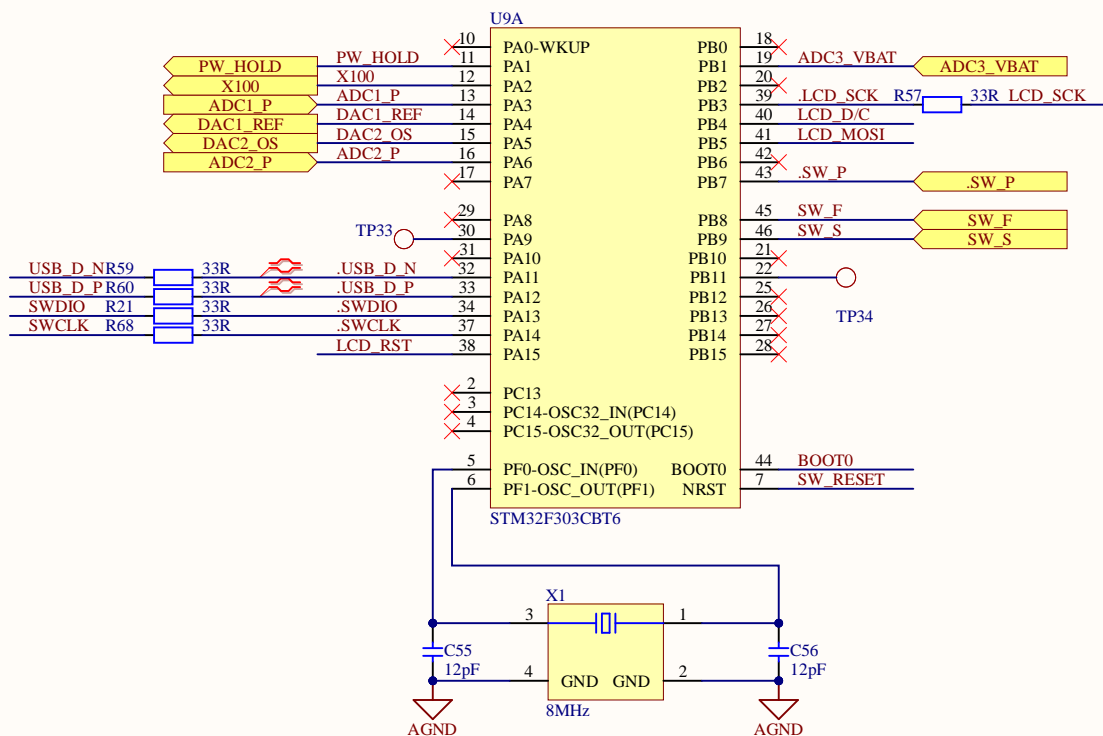 U9A
PW_HOLD PW_HOLD 10 PA0-WKUP PB0 18
11 PA1 PB1 19 ADC3_VBAT ADC3_VBAT
X100 X100 12 PA2 PB2 20
ADC1_P ADC1_P 13 PA3 PB3 39 .LCD_SCK R57 33R LCD_SCK
DAC1_REF DAC1_REF 14 PA4 PB4 40 LCD_D/C
DAC2_OS DAC2_OS 15 PA5 PB5 41 LCD_MOSI
ADC2_P ADC2_P 16 PA6 PB6 42
17 PA7 PB7 43 .SW_P .SW_P
29 PA8 PB8 45 SW_F SW_F
TP33 30 PA9 PB9 46 SW_S SW_S
31 PA10 PB10 21
USB_D_N R59 33R .USB_D_N 32 PA11 PB11 22
USB_D_P R60 33R .USB_D_P 33 PA12 PB12 25
SWDIO R21 33R .SWDIO 34 PA13 PB13 26 TP34
SWCLK R68 33R .SWCLK 37 PA14 PB14 27
LCD_RST 38 PA15 PB15 28
2 PC13
3 PC14-OSC32_IN(PC14)
4 PC15-OSC32_OUT(PC15)
5 PF0-OSC_IN(PF0) BOOT0 44 BOOT0
6 PF1-OSC_OUT(PF1) NRST 7 SW_RESET
STM32F303CBT6
X1
3 1
C55 C56
12pF 12pF
4 GND GND 2
8MHz
AGND AGND